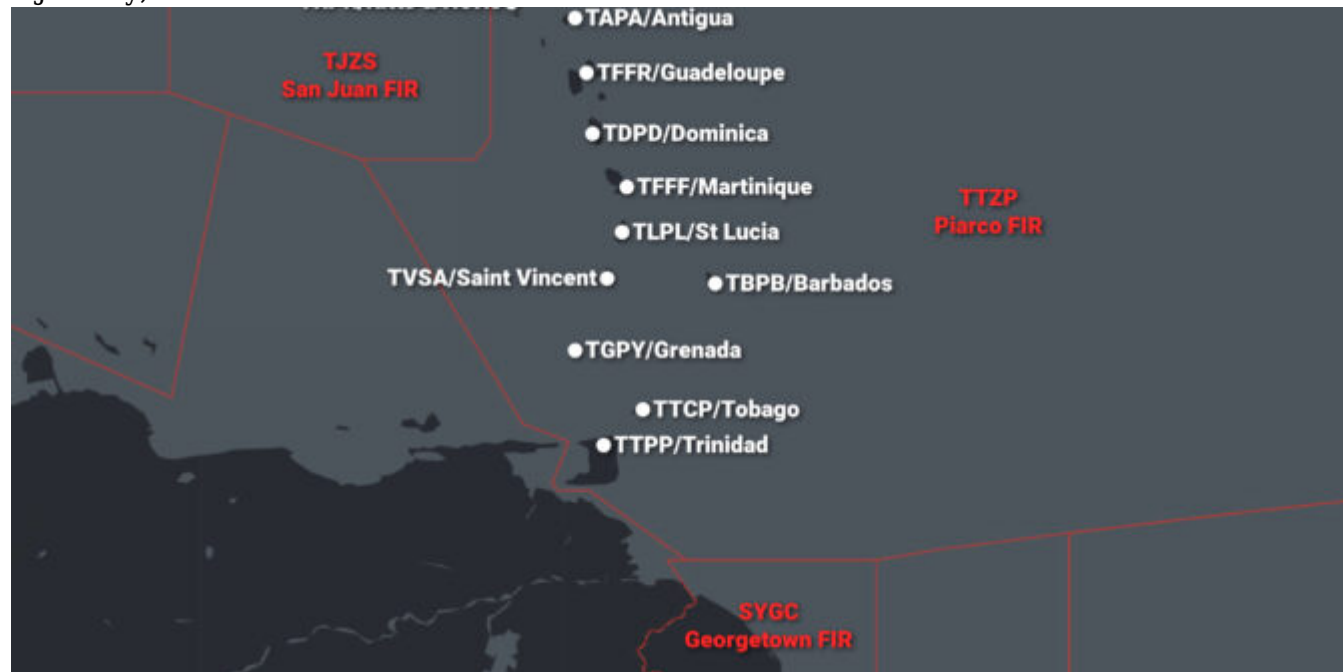 TAPA/Antigua
TJZS
San Juan FIR
TFFR/Guadeloupe
TDPD/Dominica
TFFF/Martinique
TTZP
Piarco FIR
TLPL/St Lucia
TVSA/Saint Vincent
TBPB/Barbados
TGPY/Grenada
TTCP/Tobago
TTPP/Trinidad
SYGC
Georgetown FIR